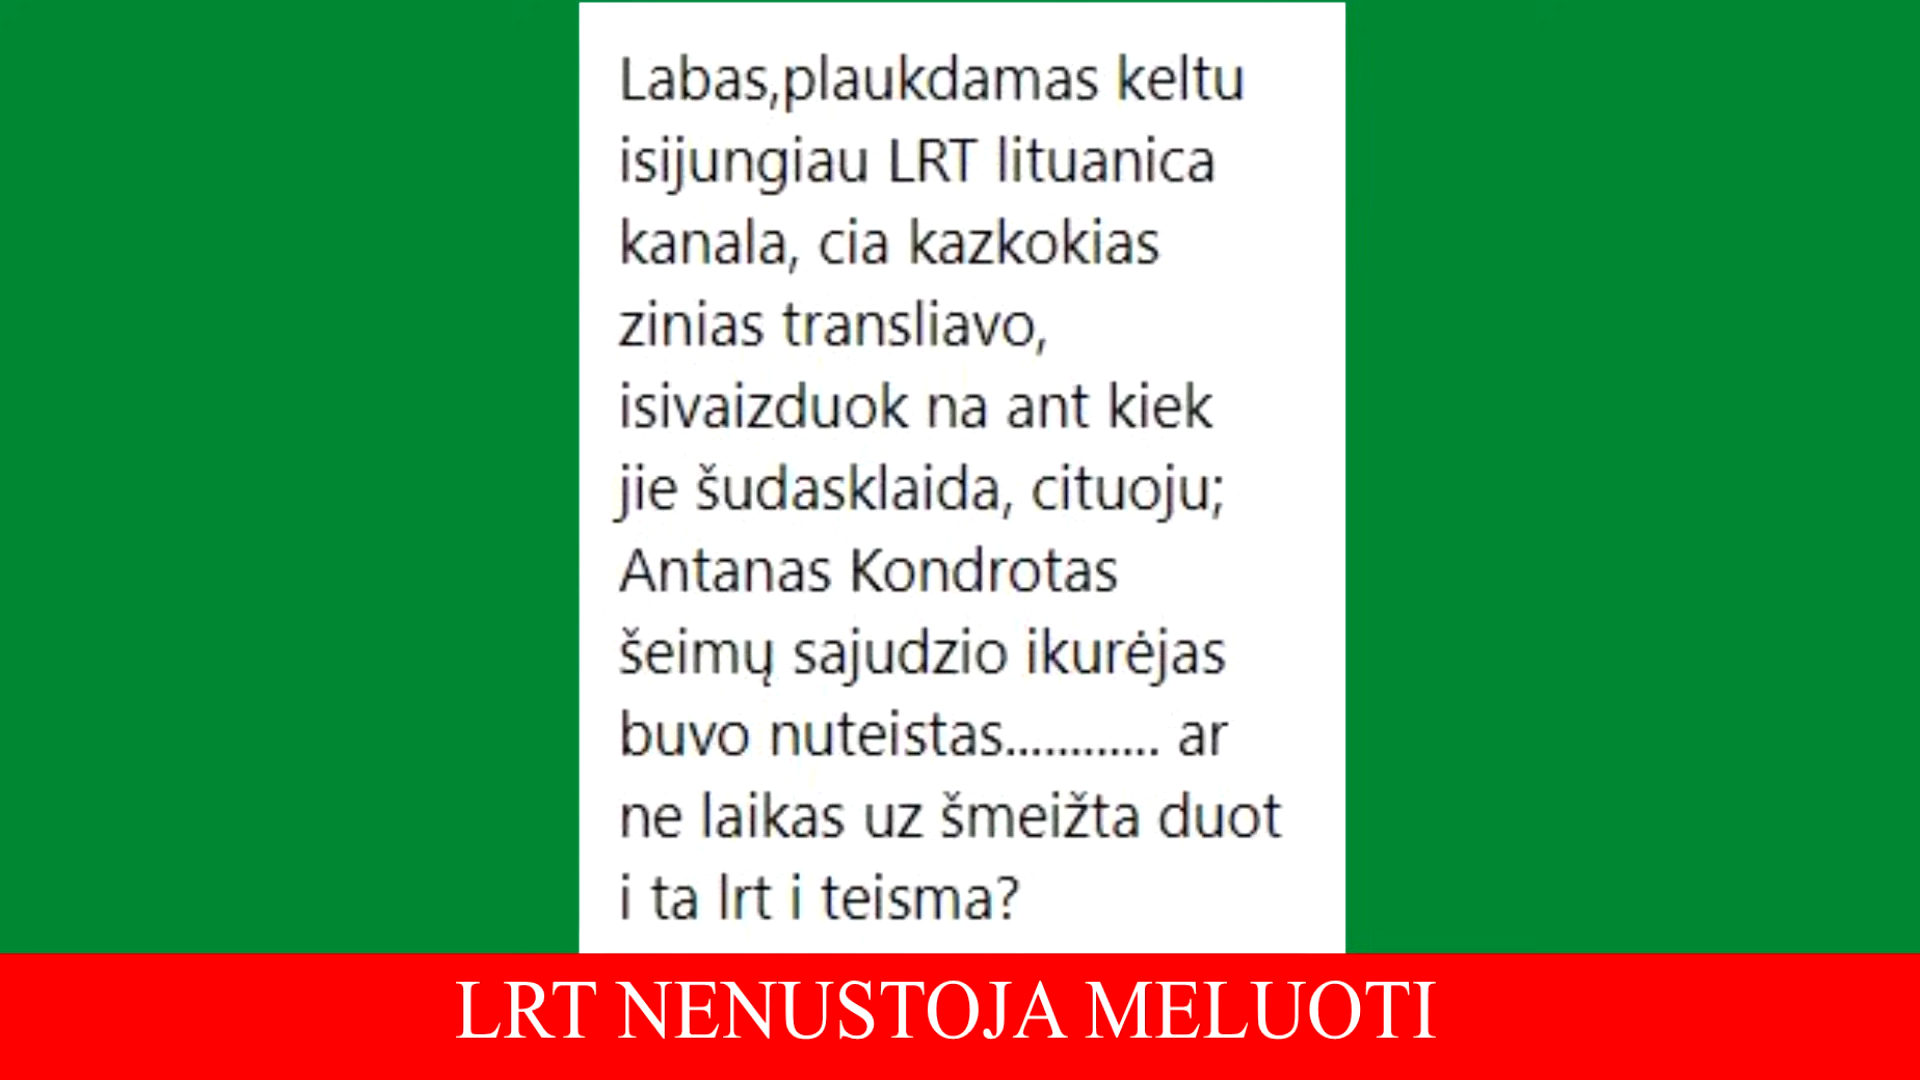 Labas,plaukdamas keltu
isijungiau LRT lituanica
kanala, cia kazkokias
zinias transliavo,
isivaizduok na ant kiek
jie šudasklaida, cituoju;
Antanas Kondrotas
šeimų sajudzio ikurėjas
buvo nuteistas............ ar
ne laikas uz šmeižta duot
i ta lrt i teisma?
LRT NENUSTOJA MELUOTI